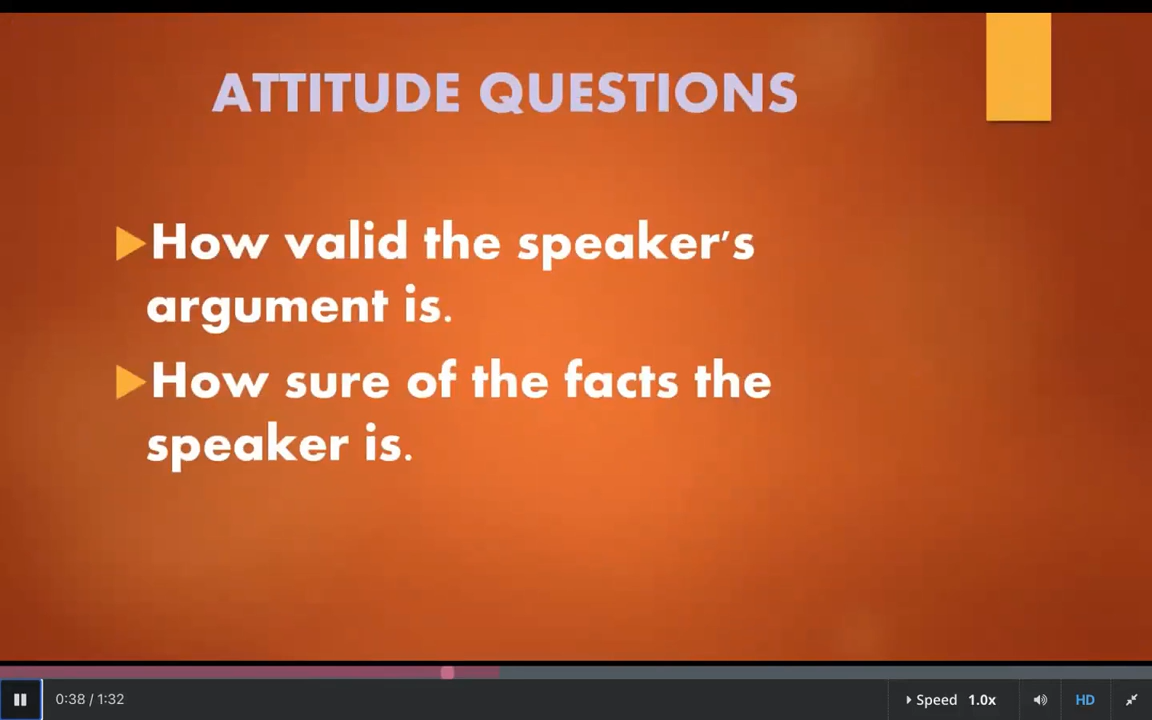 ATTITUDE QUESTIONS
How valid the speaker's
argument is.
How sure of the facts the
speaker is.
0:38 / 1:32
Speed 1.0x
HD